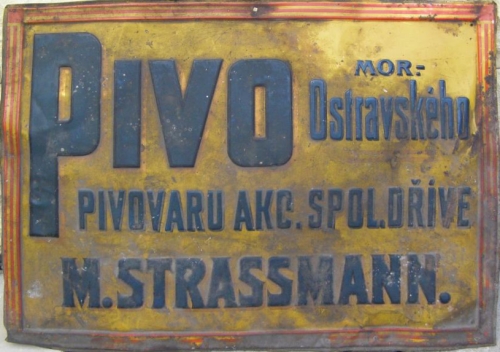 PIVO MOR-
Ostravského
PIVOVARU AKC. SPOL. DŘÍVE
M. STRASSMANN.